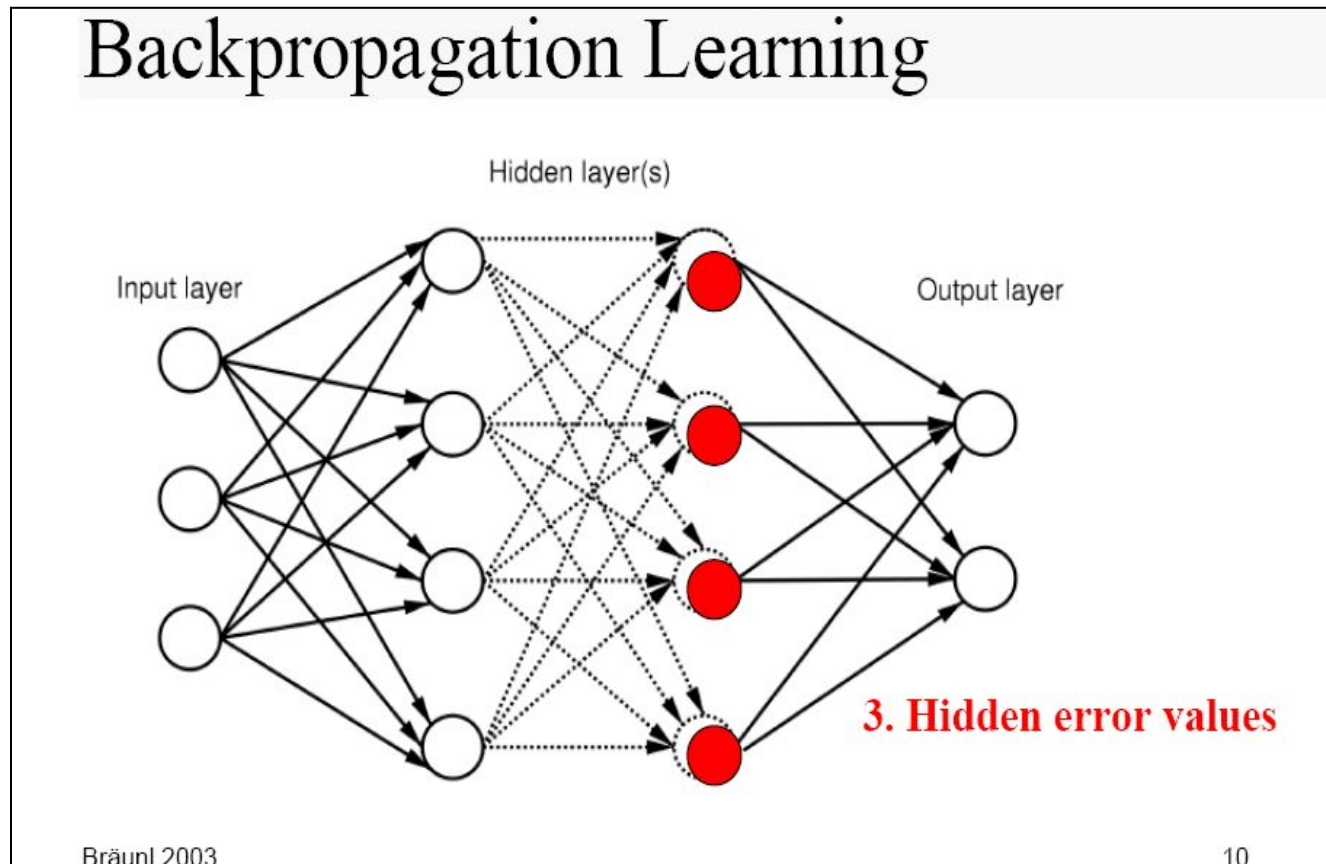 Backpropagation Learning
Hidden layer(s)
Input layer
Output layer
3. Hidden error values
Bräunl 2003
10